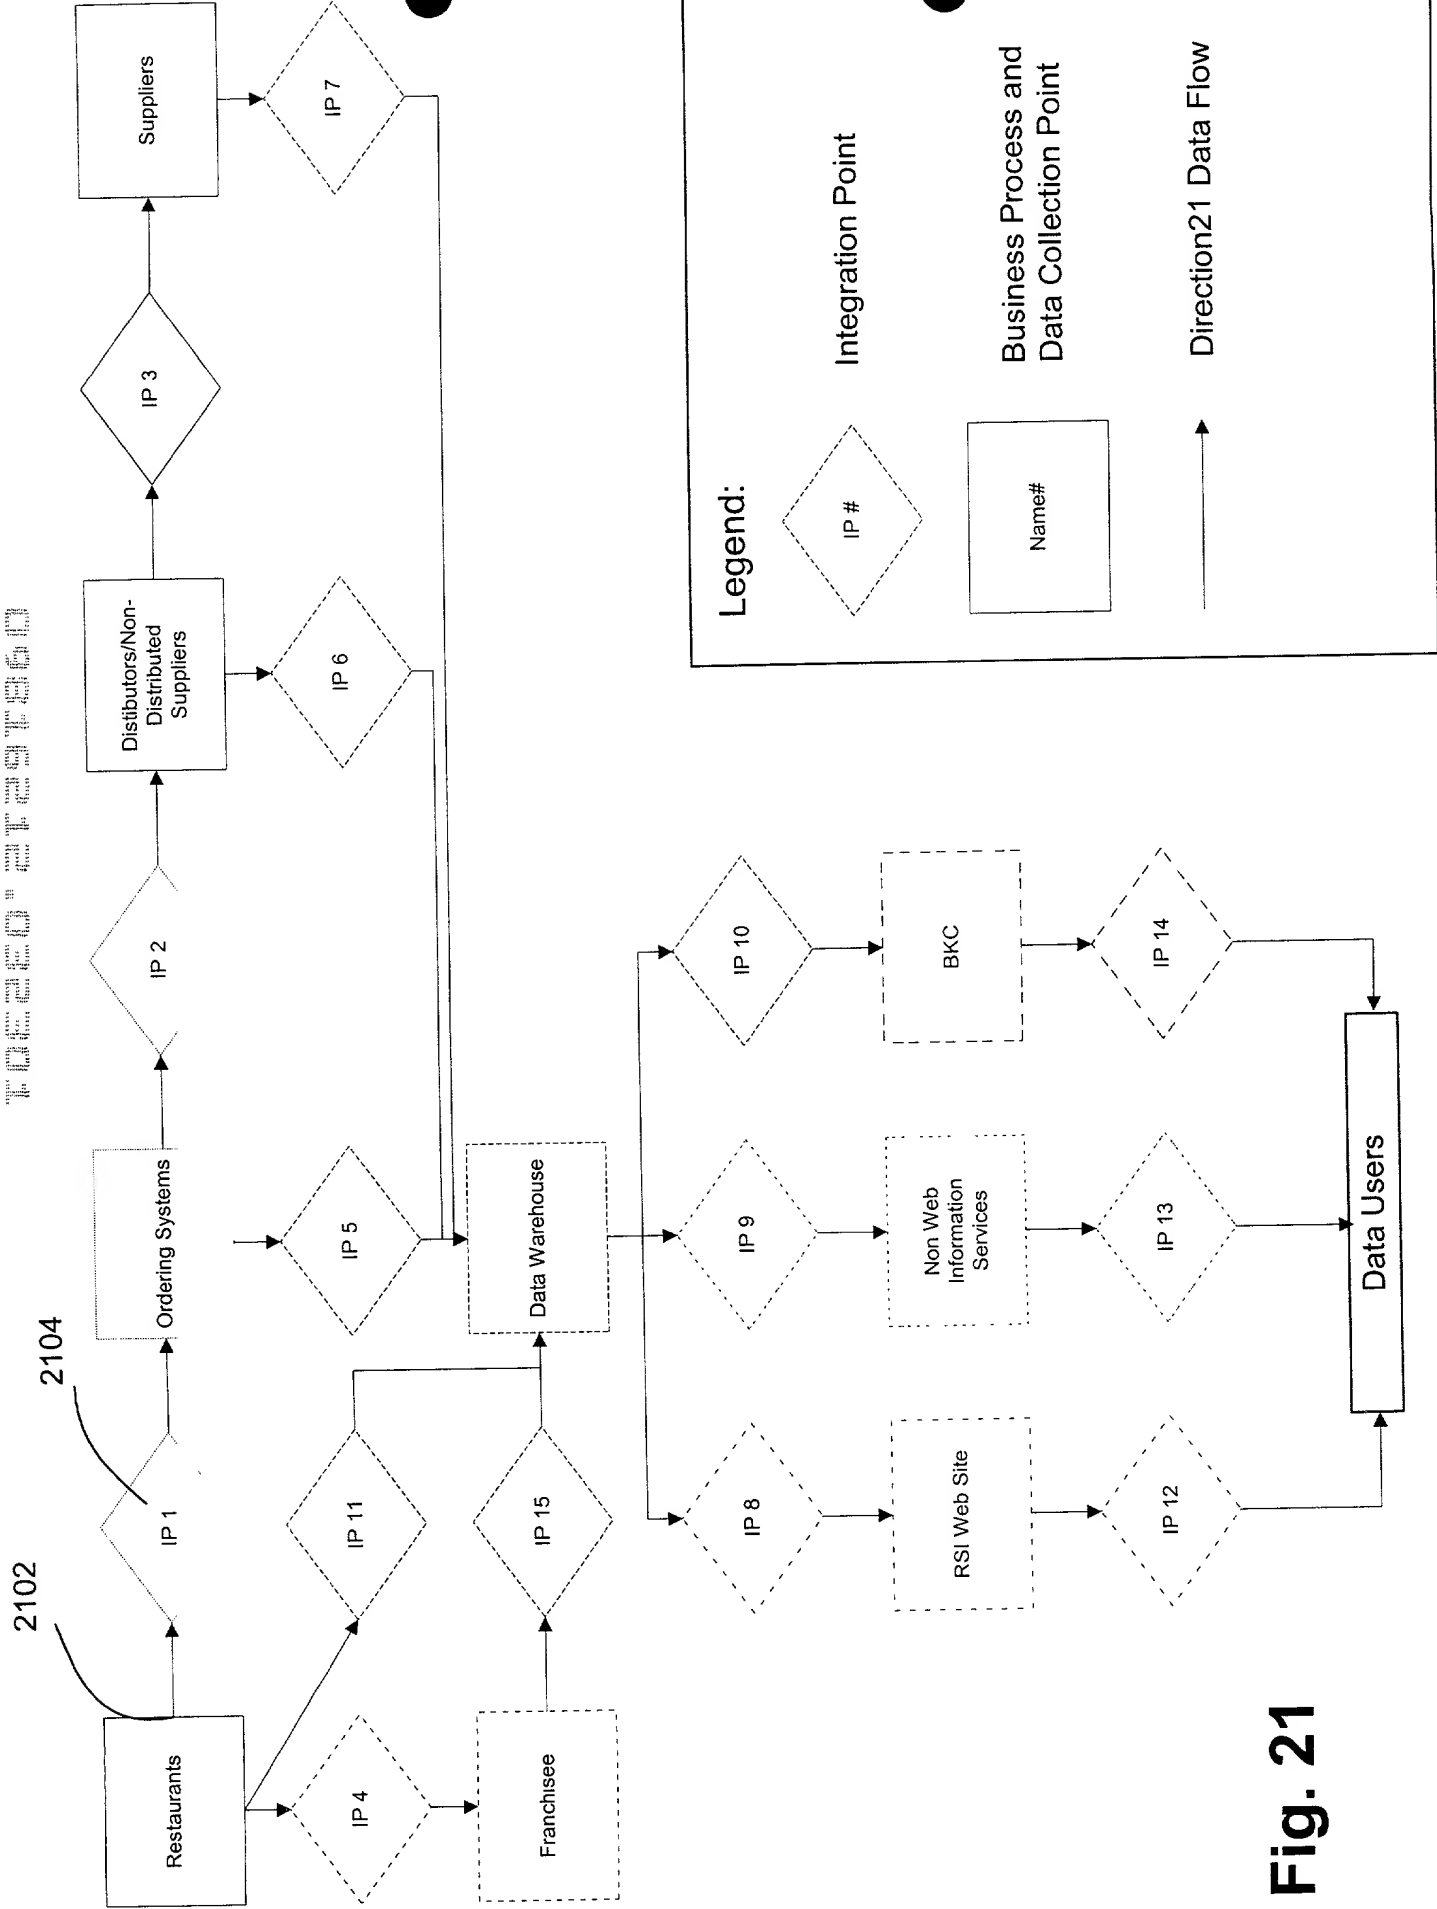 2102
2104
Restaurants
IP 1
Ordering Systems
IP 2
Distibutors/Non-
Distributed
Suppliers
IP 3
Suppliers
IP 4
IP 11
IP 5
IP 6
IP 7
Franchisee
IP 15
Data Warehouse
IP 8
IP 9
IP 10
RSI Web Site
Non Web
Information
Services
BKC
IP 12
IP 13
IP 14
Data Users
Legend:
IP #
Integration Point
Name#
Business Process and
Data Collection Point
Direction21 Data Flow
Fig. 21